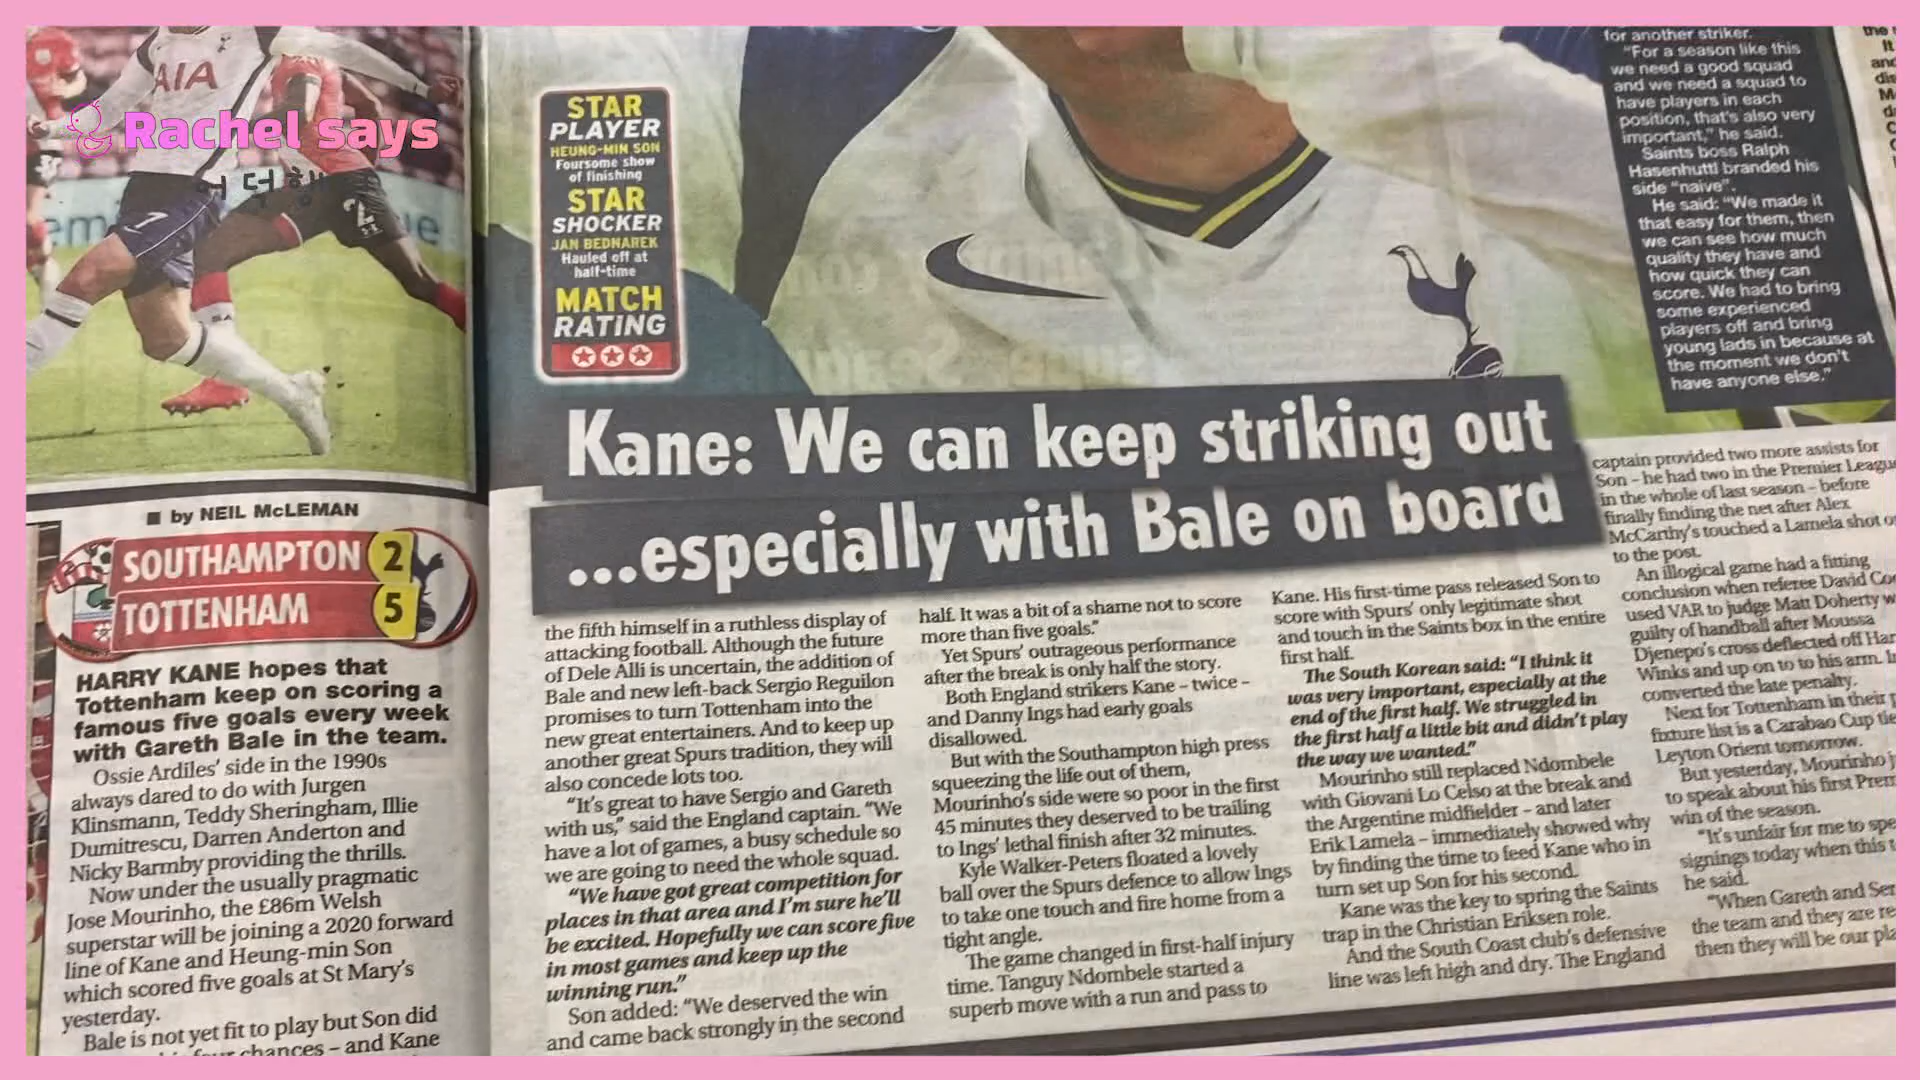 AIA
Rachel says
어덕행
7
2
by NEIL McLEMAN
SOUTHAMPTON 2
TOTTENHAM 5
HARRY KANE hopes that
Tottenham keep on scoring a
famous five goals every week
with Gareth Bale in the team.
Ossie Ardiles' side in the 1990s
always dared to do with Jurgen
Klinsmann, Teddy Sheringham, Illie
Dumitrescu, Darren Anderton and
Nicky Barmby providing the thrills.
Now under the usually pragmatic
Jose Mourinho, the £86m Welsh
superstar will be joining a 2020 forward
line of Kane and Heung-min Son
which scored five goals at St Mary's
yesterday.
Bale is not yet fit to play but Son did
chances – and Kane
STAR
PLAYER
HEUNG-MIN SON
Foursome show
of finishing
STAR
SHOCKER
JAN BEDNAREK
Hauled off at
half-time
MATCH
RATING
Kane: We can keep striking out
...especially with Bale on board
the fifth himself in a ruthless display of
attacking football. Although the future
of Dele Alli is uncertain, the addition of
Bale and new left-back Sergio Reguilon
promises to turn Tottenham into the
new great entertainers. And to keep up
another great Spurs tradition, they will
also concede lots too.
"It's great to have Sergio and Gareth
with us," said the England captain. "We
have a lot of games, a busy schedule so
we are going to need the whole squad.
"We have got great competition for
places in that area and I'm sure he'll
be excited. Hopefully we can score five
in most games and keep up the
winning run."
Son added: "We deserved the win
and came back strongly in the second
half. It was a bit of a shame not to score
more than five goals."
Yet Spurs' outrageous performance
after the break is only half the story.
Both England strikers Kane – twice –
and Danny Ings had early goals
disallowed.
But with the Southampton high press
squeezing the life out of them,
Mourinho's side were so poor in the first
45 minutes they deserved to be trailing
to Ings' lethal finish after 32 minutes.
Kyle Walker-Peters floated a lovely
ball over the Spurs defence to allow Ings
to take one touch and fire home from a
tight angle.
The game changed in first-half injury
time. Tanguy Ndombele started a
superb move with a run and pass to
Kane. His first-time pass released Son to
score with Spurs' only legitimate shot
and touch in the Saints box in the entire
first half.
The South Korean said: "I think it
was very important, especially at the
end of the first half. We struggled in
the first half a little bit and didn't play
the way we wanted."
Mourinho still replaced Ndombele
with Giovani Lo Celso at the break and
the Argentine midfielder – and later
Erik Lamela – immediately showed why
by finding the time to feed Kane who in
turn set up Son for his second.
Kane was the key to spring the Saints
trap in the Christian Eriksen role.
And the South Coast club's defensive
line was left high and dry. The England
captain provided two more assists for
Son – he had two in the Premier League
in the whole of last season – before
finally finding the net after Alex
McCarthy's touched a Lamela shot
to the post.
An illogical game had a fitting
conclusion when referee David
used VAR to judge Matt Doherty
guilty of handball after Moussa
Djenepo's cross deflected off
Winks and up on to to his arm.
converted the late penalty.
Next for Tottenham in their
fixture list is a Carabao Cup tie
Leyton Orient tomorrow.
But yesterday, Mourinho
to speak about his first
win of the season.
"It's unfair for me to
signings today when this
he said.
"When Gareth and
the team and they are
then they will be our
for another striker.
"For a season like this
we need a good squad
and we need a squad to
have players in each
position, that's also very
important," he said.
Saints boss Ralph
Hasenhuttl branded his
side "naive".
He said: "We made it
that easy for them, then
we can see how much
quality they have and
how quick they can
score. We had to bring
some experienced
players off and bring
young lads in because at
the moment we don't
have anyone else."